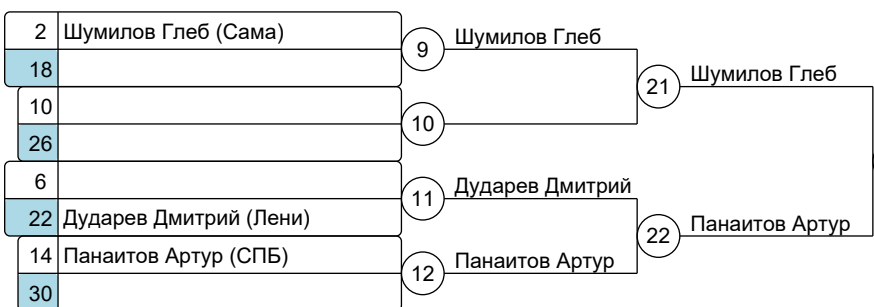 2 Шумилов Глеб (Сама)
18
9 Шумилов Глеб
10
26
10
21 Шумилов Глеб
6
22 Дударев Дмитрий (Лени)
11 Дударев Дмитрий
14 Панаитов Артур (СПБ)
30
12 Панаитов Артур
22 Панаитов Артур